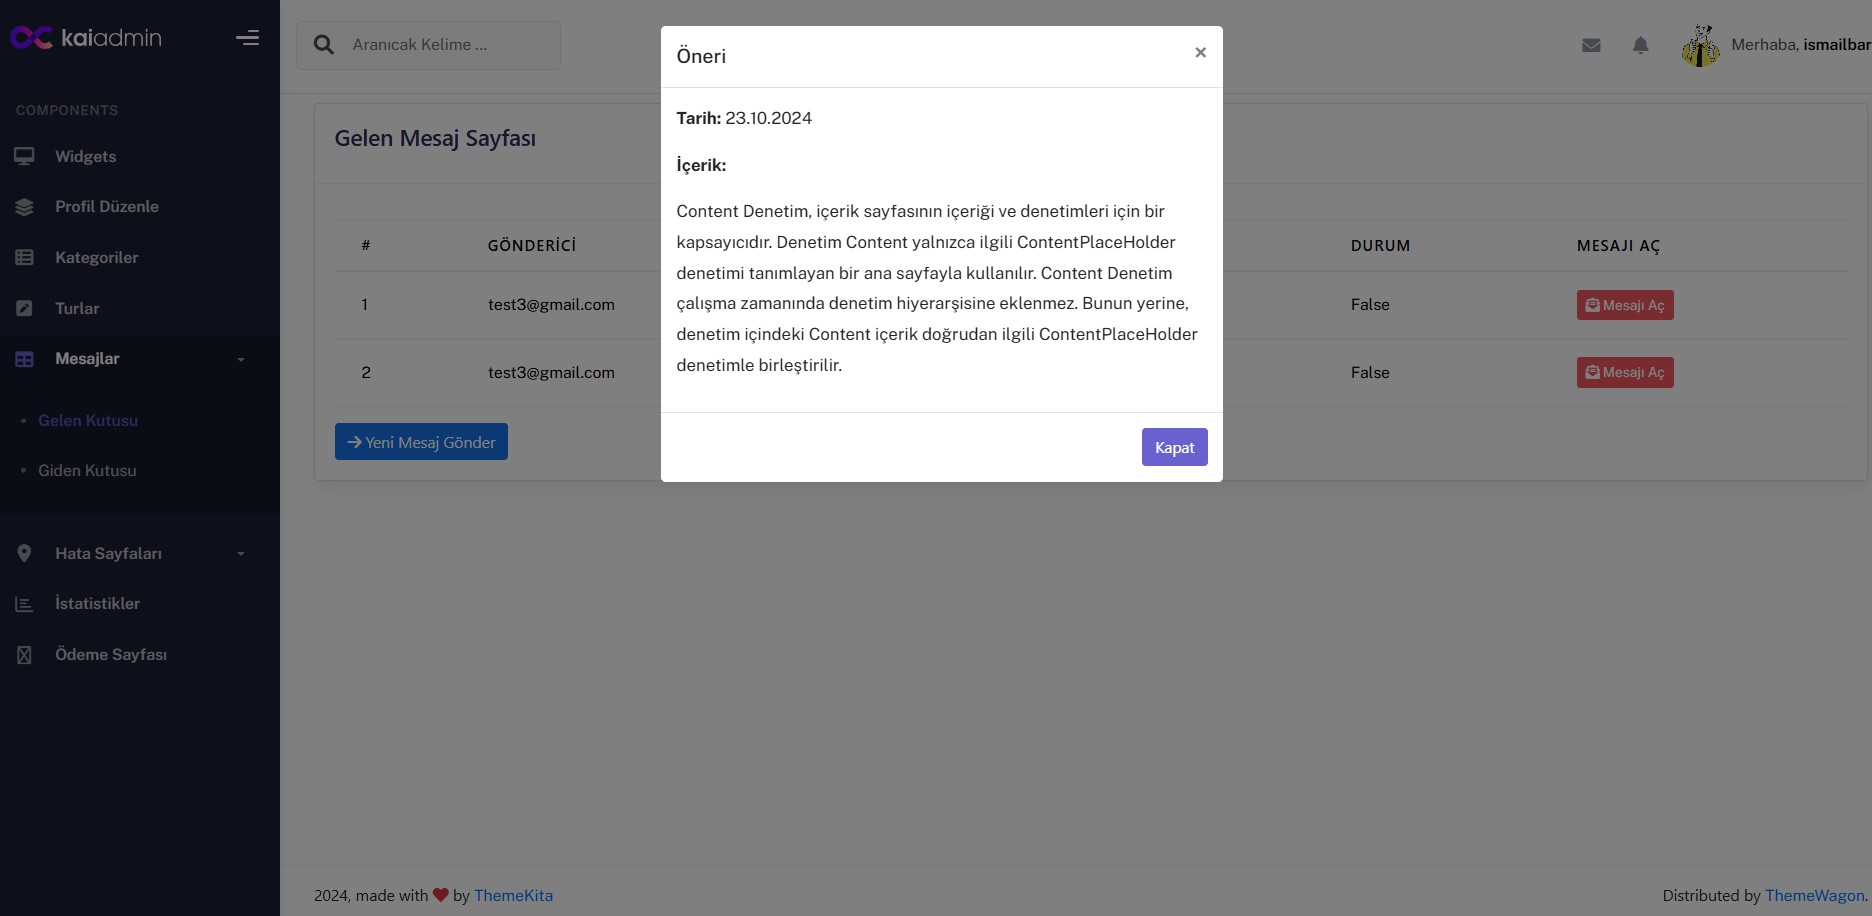 kaiadmin
Aranıcak Kelime ...
Merhaba, ismailbar
COMPONENTS
Widgets
Profil Düzenle
Kategoriler
Turlar
Mesajlar
Gelen Kutusu
Giden Kutusu
Hata Sayfaları
İstatistikler
Ödeme Sayfası
Gelen Mesaj Sayfası
# GÖNDERİCİ DURUM MESAJI AÇ
1 test3@gmail.com False Mesajı Aç
2 test3@gmail.com False Mesajı Aç
Yeni Mesaj Gönder
Öneri ×
Tarih: 23.10.2024
İçerik:
Content Denetim, içerik sayfasının içeriği ve denetimleri için bir
kapsayıcıdır. Denetim Content yalnızca ilgili ContentPlaceHolder
denetimi tanımlayan bir ana sayfayla kullanılır. Content Denetim
çalışma zamanında denetim hiyerarşisine eklenmez. Bunun yerine,
denetim içindeki Content içerik doğrudan ilgili ContentPlaceHolder
denetimle birleştirilir.
Kapat
2024, made with ❤ by ThemeKita
Distributed by ThemeWagon.